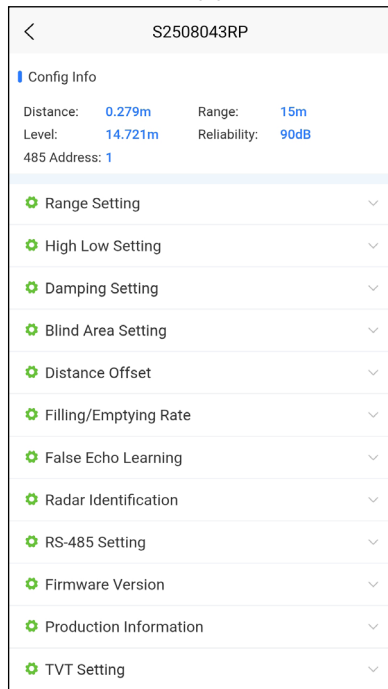 S2508043RP
Config Info
Distance: 0.279m Range: 15m
Level: 14.721m Reliability: 90dB
485 Address: 1
Range Setting
High Low Setting
Damping Setting
Blind Area Setting
Distance Offset
Filling/Emptying Rate
False Echo Learning
Radar Identification
RS-485 Setting
Firmware Version
Production Information
TVT Setting